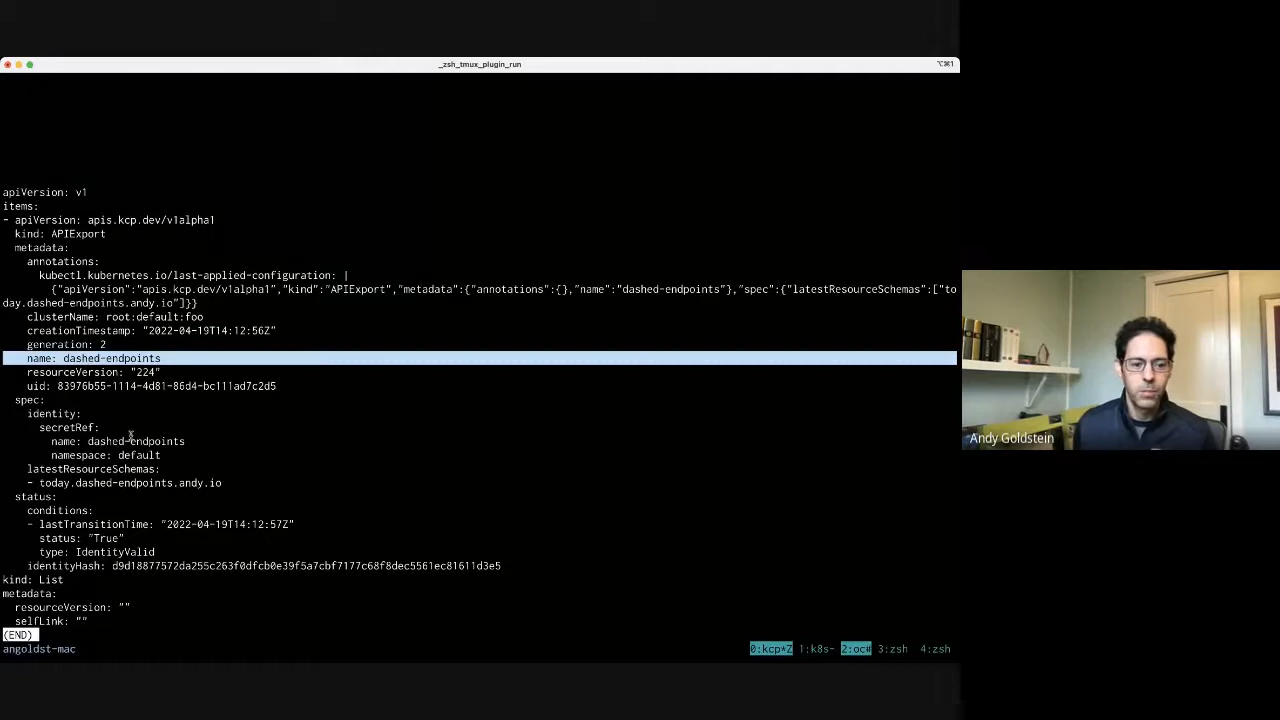 _zsh_tmux_plugin_run
⌥⌘1
apiVersion: v1
items:
- apiVersion: apis.kcp.dev/v1alpha1
  kind: APIExport
  metadata:
    annotations:
      kubectl.kubernetes.io/last-applied-configuration: |
        {"apiVersion":"apis.kcp.dev/v1alpha1","kind":"APIExport","metadata":{"annotations":{},"name":"dashed-endpoints"},"spec":{"latestResourceSchemas":["to
day.dashed-endpoints.andy.io"]}}
    clusterName: root:default:foo
    creationTimestamp: "2022-04-19T14:12:56Z"
    generation: 2
    name: dashed-endpoints
    resourceVersion: "224"
    uid: 83976b55-1114-4d81-86d4-bc111ad7c2d5
  spec:
    identity:
      secretRef:
        name: dashed-endpoints
        namespace: default
    latestResourceSchemas:
    - today.dashed-endpoints.andy.io
  status:
    conditions:
    - lastTransitionTime: "2022-04-19T14:12:57Z"
      status: "True"
      type: IdentityValid
    identityHash: d9d18877572da255c263f0dfcb0e39f5a7cbf7177c68f8dec5561ec81611d3e5
kind: List
metadata:
  resourceVersion: ""
  selfLink: ""
(END)
angoldst-mac
0:kcp*Z 1:k8s- 2:oc# 3:zsh 4:zsh
Andy Goldstein